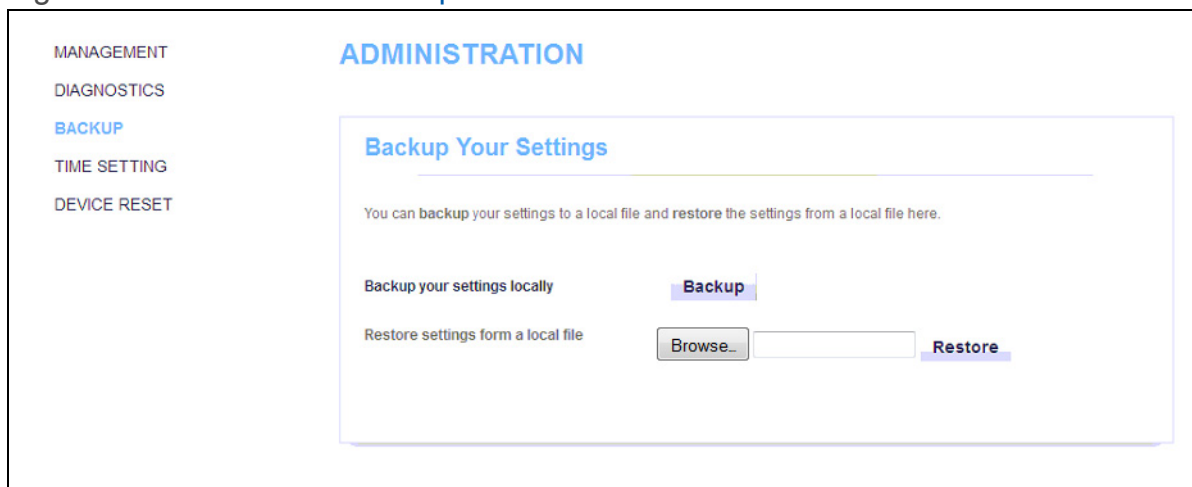 MANAGEMENT
DIAGNOSTICS
BACKUP
TIME SETTING
DEVICE RESET
ADMINISTRATION
Backup Your Settings
You can backup your settings to a local file and restore the settings from a local file here.
Backup your settings locally Backup
Restore settings form a local file Browse... Restore